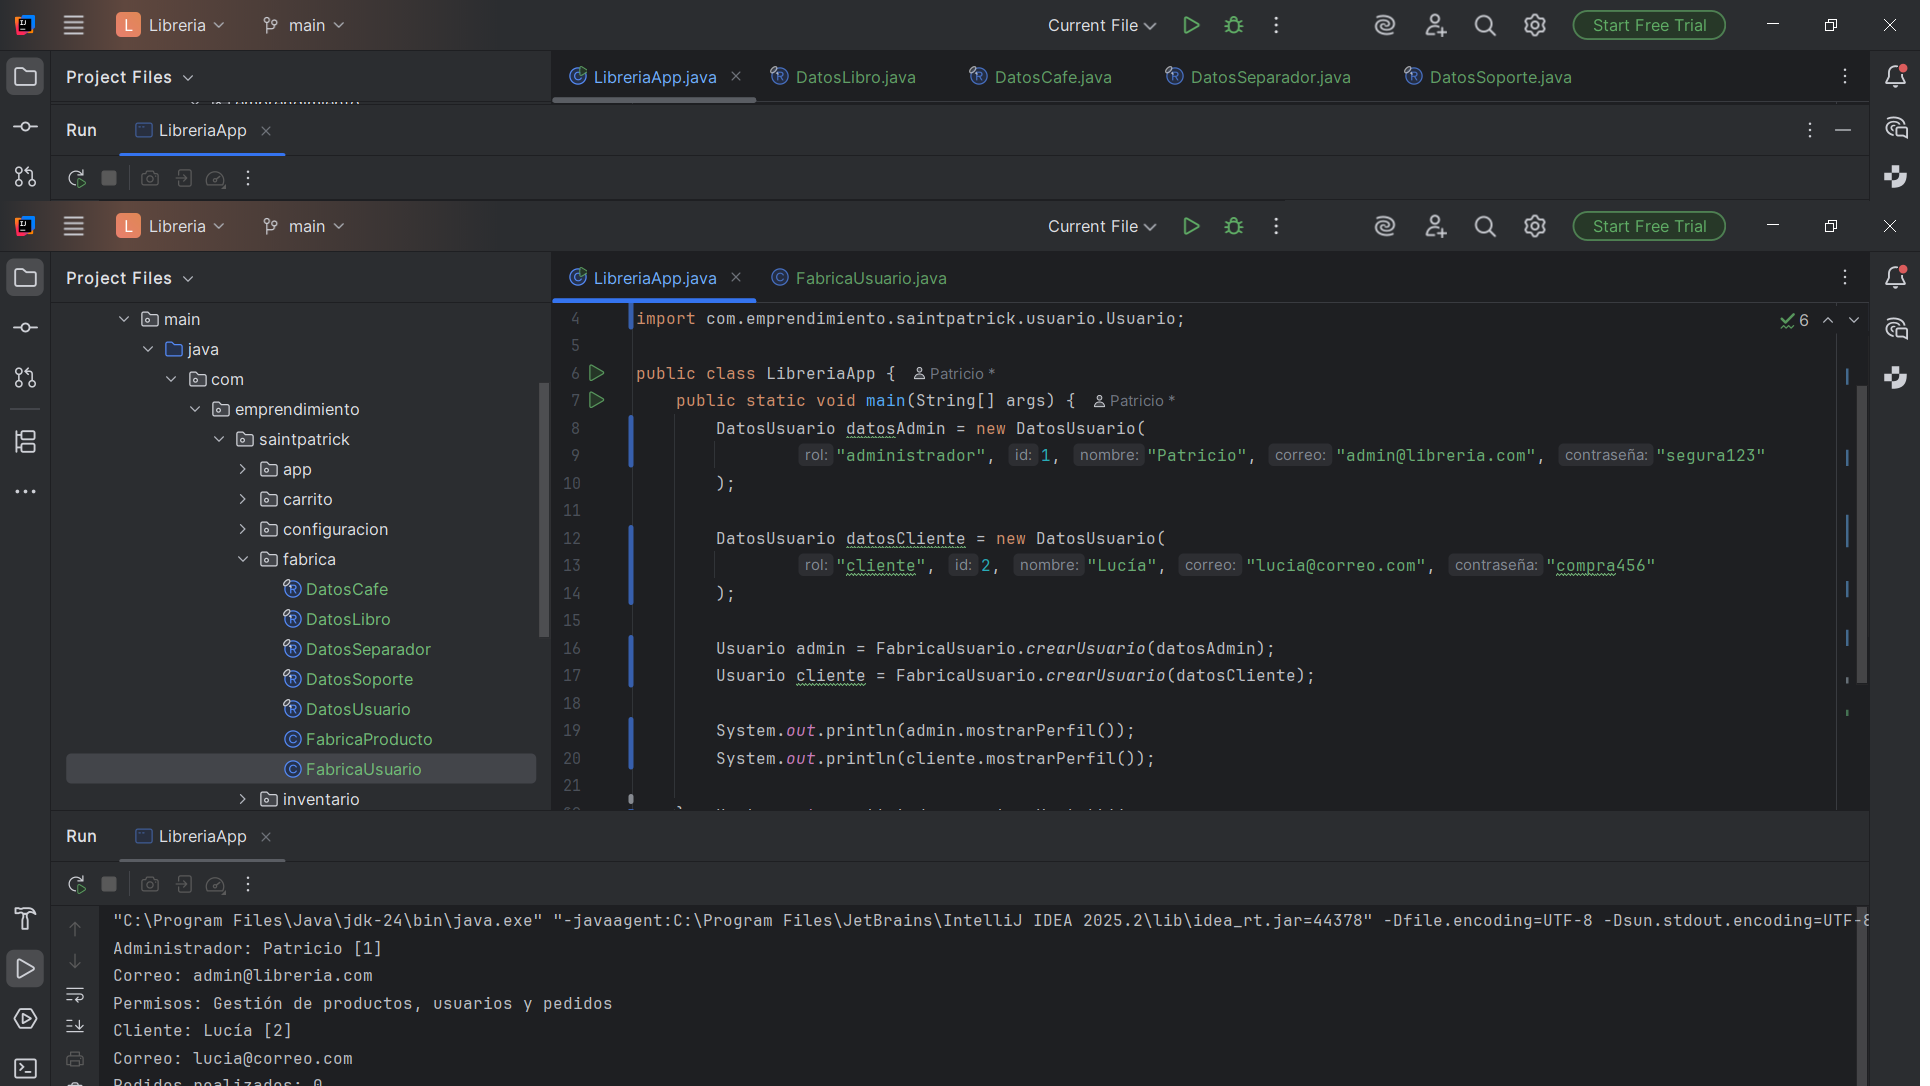 L Libreria main Current File Start Free Trial
Project Files LibreriaApp.java DatosLibro.java DatosCafe.java DatosSeparador.java DatosSoporte.java
Run LibreriaApp
L Libreria main Current File Start Free Trial
Project Files LibreriaApp.java FabricaUsuario.java
main
java
com
emprendimiento
saintpatrick
app
carrito
configuracion
fabrica
DatosCafe
DatosLibro
DatosSeparador
DatosSoporte
DatosUsuario
FabricaProducto
FabricaUsuario
inventario
4 import com.emprendimiento.saintpatrick.usuario.Usuario; 6
5
6 public class LibreriaApp { Patricio *
7 public static void main(String[] args) { Patricio *
8 DatosUsuario datosAdmin = new DatosUsuario(
9 rol: "administrador", id: 1, nombre: "Patricio", correo: "admin@libreria.com", contraseña: "segura123"
10 );
11
12 DatosUsuario datosCliente = new DatosUsuario(
13 rol: "cliente", id: 2, nombre: "Lucía", correo: "lucia@correo.com", contraseña: "compra456"
14 );
15
16 Usuario admin = FabricaUsuario.crearUsuario(datosAdmin);
17 Usuario cliente = FabricaUsuario.crearUsuario(datosCliente);
18
19 System.out.println(admin.mostrarPerfil());
20 System.out.println(cliente.mostrarPerfil());
21
Run LibreriaApp
"C:\Program Files\Java\jdk-24\bin\java.exe" "-javaagent:C:\Program Files\JetBrains\IntelliJ IDEA 2025.2\lib\idea_rt.jar=44378" -Dfile.encoding=UTF-8 -Dsun.stdout.encoding=UTF-8
Administrador: Patricio [1]
Correo: admin@libreria.com
Permisos: Gestión de productos, usuarios y pedidos
Cliente: Lucía [2]
Correo: lucia@correo.com
Pedidos realizados: 0